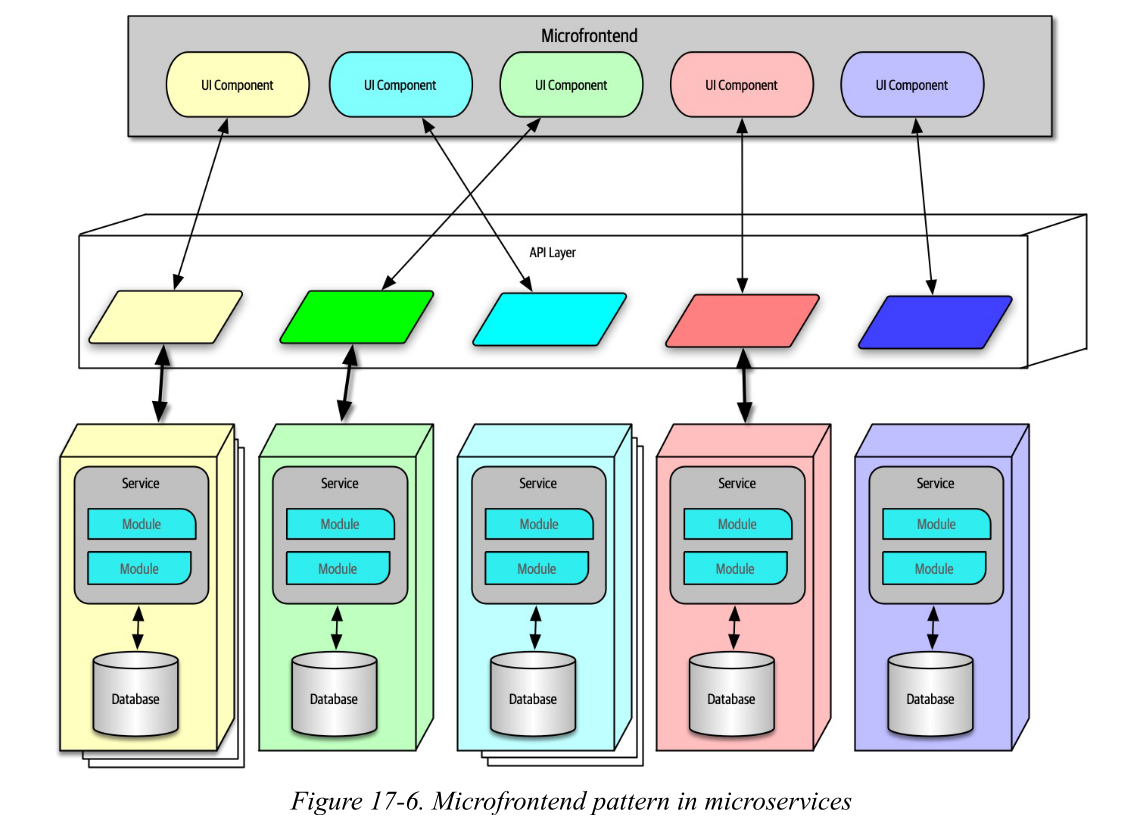 Microfrontend
UI Component
UI Component
UI Component
UI Component
UI Component
API Layer
Service
Module
Module
Database
Service
Module
Module
Database
Service
Module
Module
Database
Service
Module
Module
Database
Service
Module
Module
Database
Figure 17-6. Microfrontend pattern in microservices